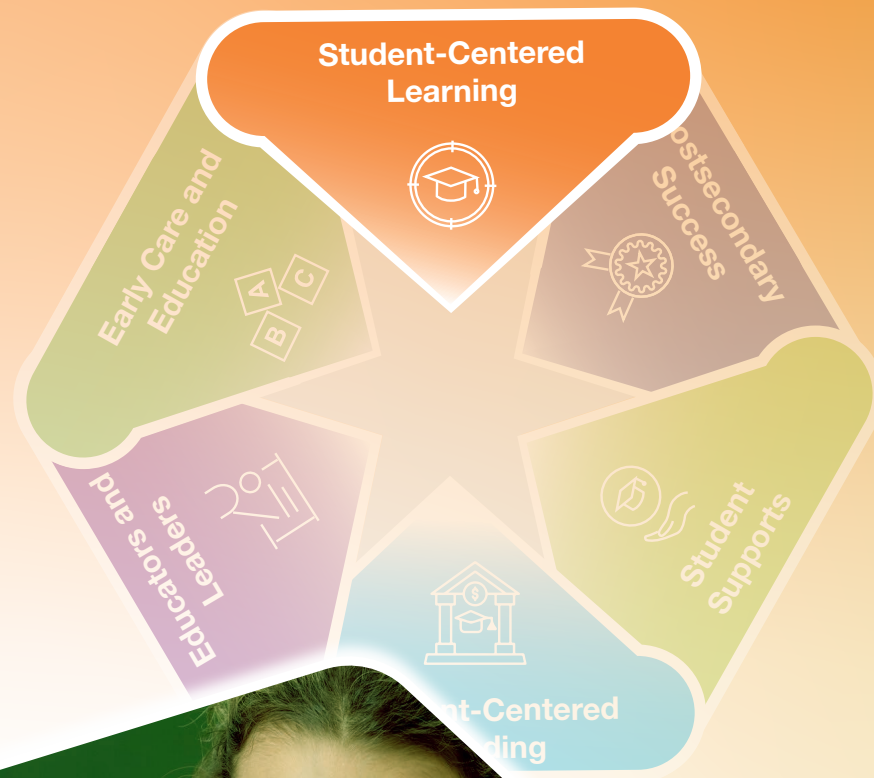 Student-Centered
Learning
Early Care and
Education
A
C
B
ostsecondary
Success
Educators and
Leaders
Student
Supports
$
nt-Centered
ding